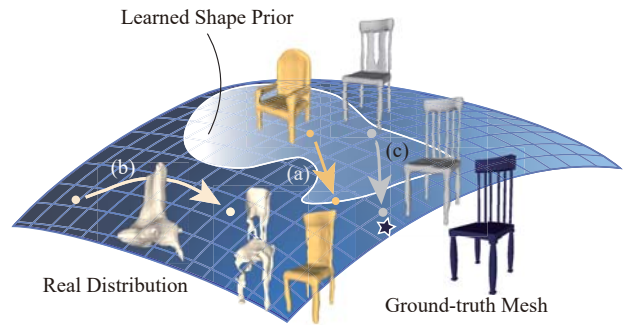 Learned Shape Prior
(b)
(a)
(c)
Real Distribution
Ground-truth Mesh